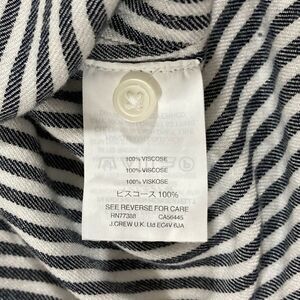 100% VISCOSE
100% VISCOSE
100% VISKOSE
ビスコース 100%
SEE REVERSE FOR CARE
RN77388 CA56445
J.CREW U.K. Ltd EC4V 6JA